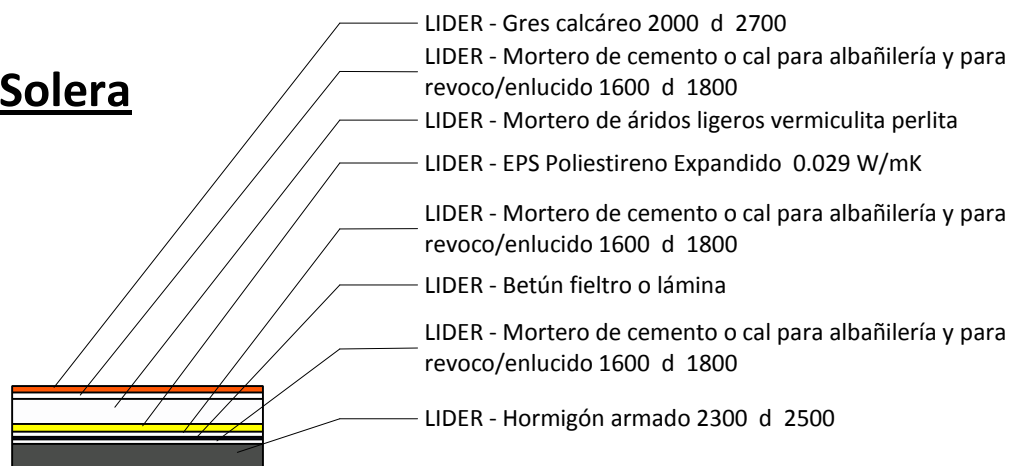 Solera
LIDER - Gres calcáreo 2000 d 2700
LIDER - Mortero de cemento o cal para albañilería y para
revoco/enlucido 1600 d 1800
LIDER - Mortero de áridos ligeros vermiculita perlita
LIDER - EPS Poliestireno Expandido 0.029 W/mK
LIDER - Mortero de cemento o cal para albañilería y para
revoco/enlucido 1600 d 1800
LIDER - Betún fieltro o lámina
LIDER - Mortero de cemento o cal para albañilería y para
revoco/enlucido 1600 d 1800
LIDER - Hormigón armado 2300 d 2500